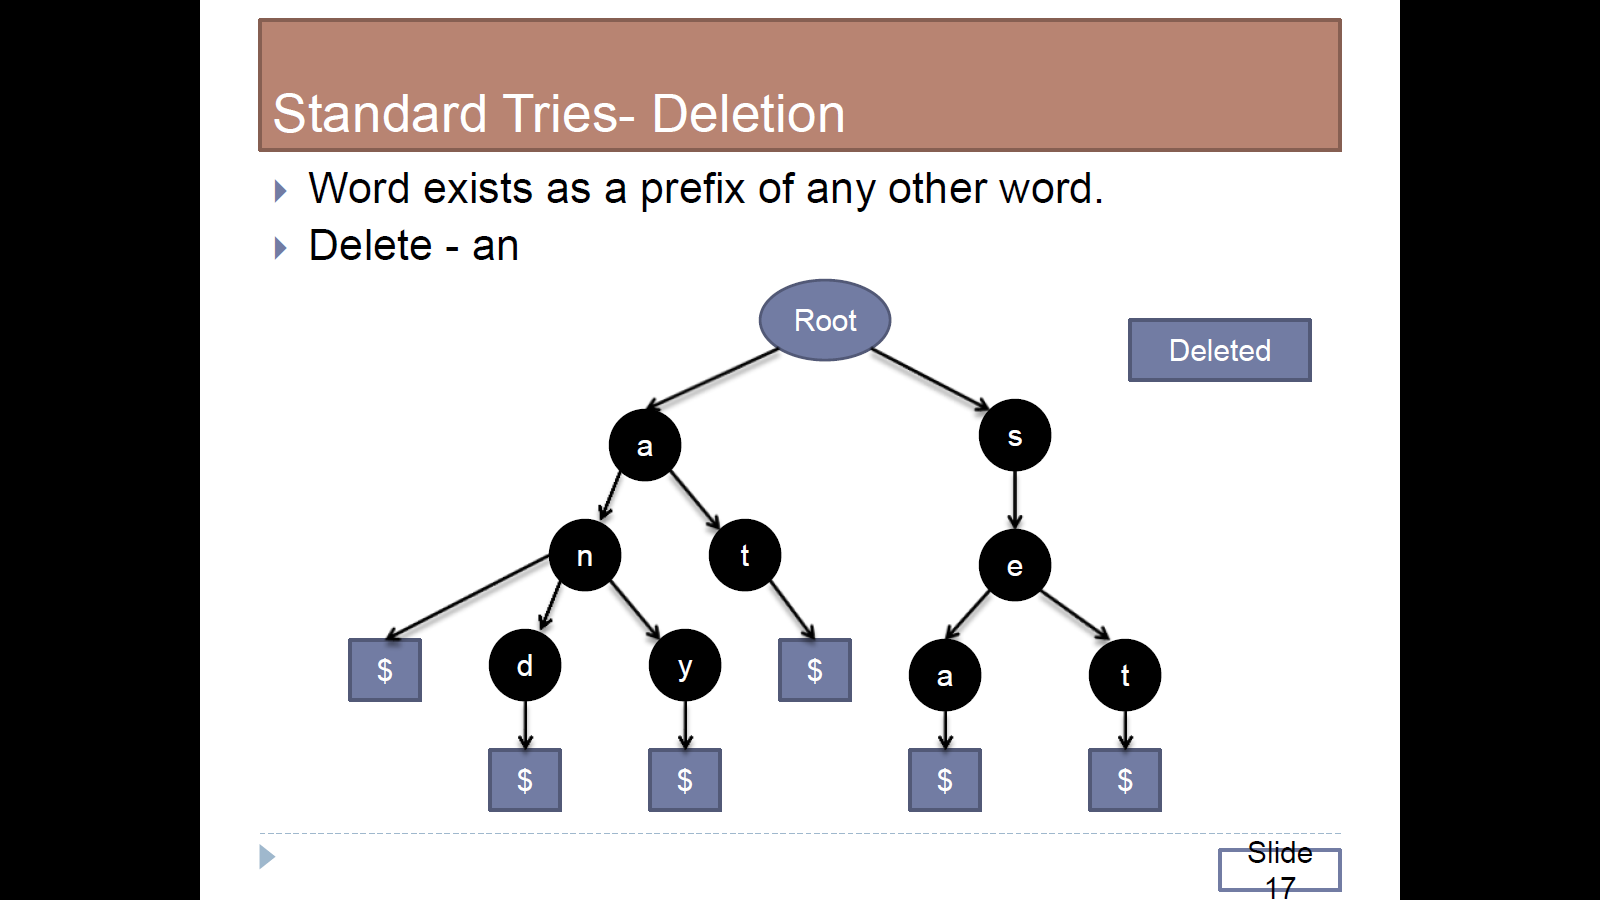 Standard Tries- Deletion
Word exists as a prefix of any other word.
Delete - an
Root
Deleted
a
s
n
t
e
$
d
y
$
a
t
$
$
$
$
Slide
17